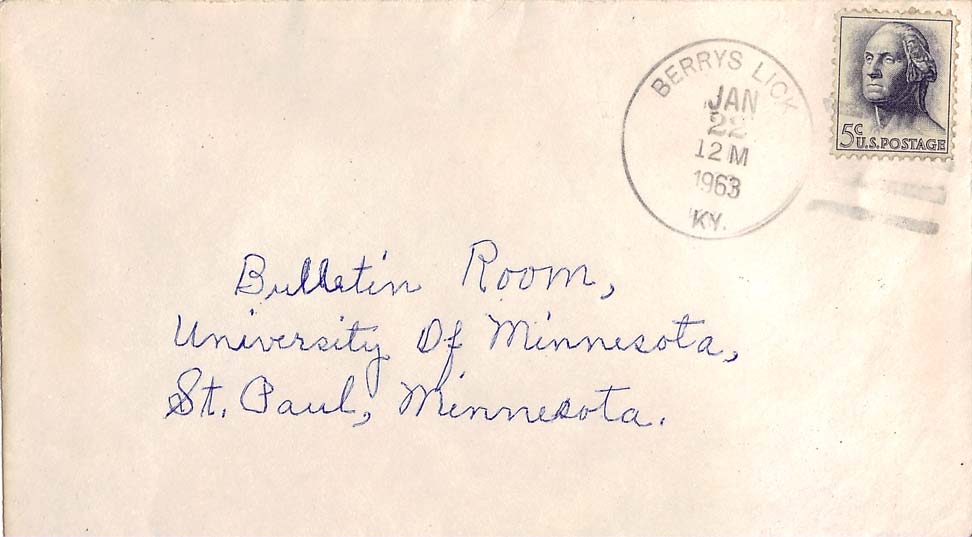 BERRYS LICK
JAN
22
12 M
1963
KY.
5c
U.S. POSTAGE
Bulletin Room,
University Of Minnesota,
St. Paul, Minnesota.